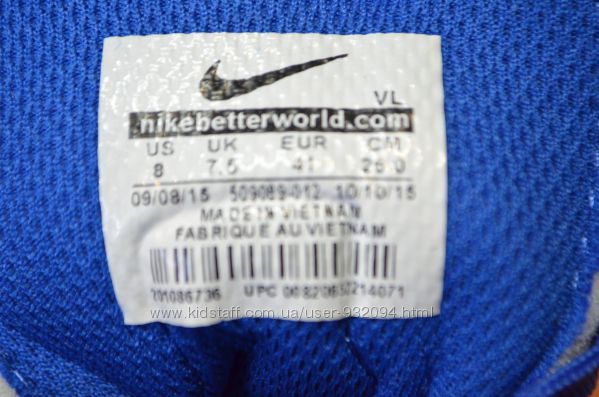 VL
nikebetterworld.com
US UK EUR CM
8 7.5 41 26.0
09/08/15 509089-012 10/10/15
MADE IN VIETNAM
FABRIQUE AU VIETNAM
UPC
www.kidstaff.com.ua/user-932094.html